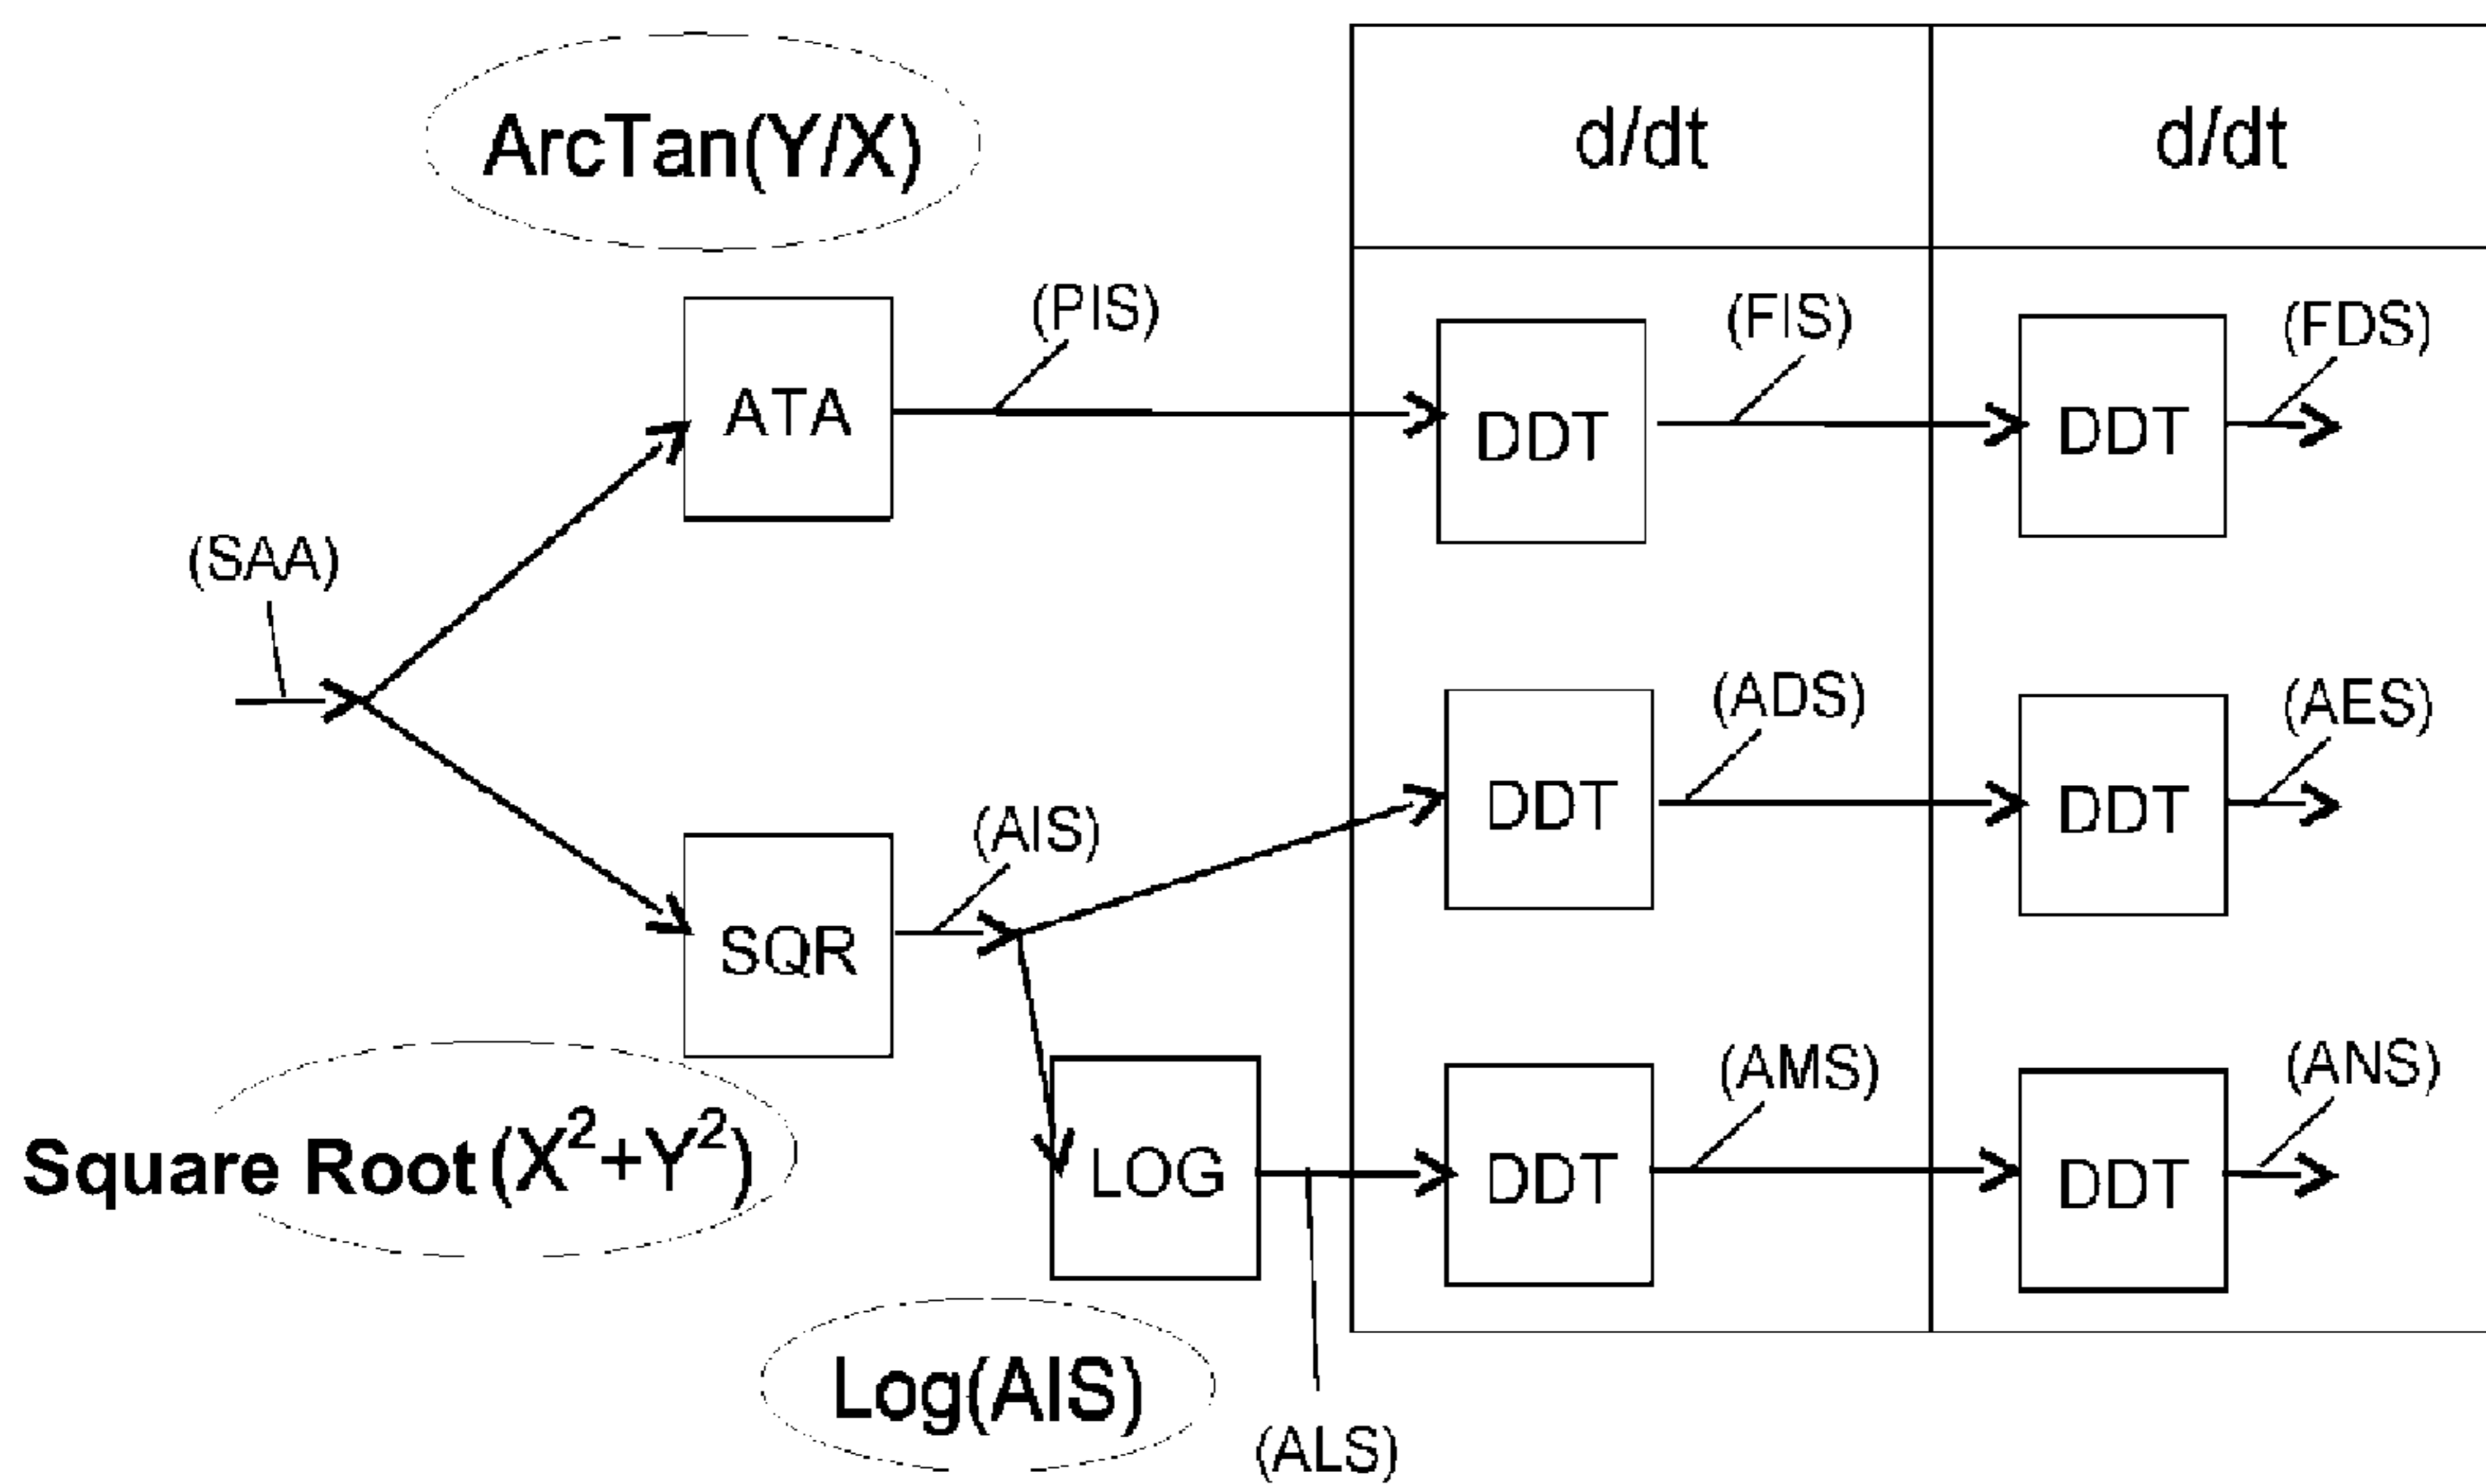 ArcTan(Y/X)
d/dt
d/dt
(PIS)
(FIS)
(FDS)
ATA
DDT
DDT
(SAA)
(ADS)
(AES)
(AIS)
DDT
DDT
SQR
(AMS)
(ANS)
Square Root (X²+Y²)
LOG
DDT
DDT
Log(AIS)
(ALS)